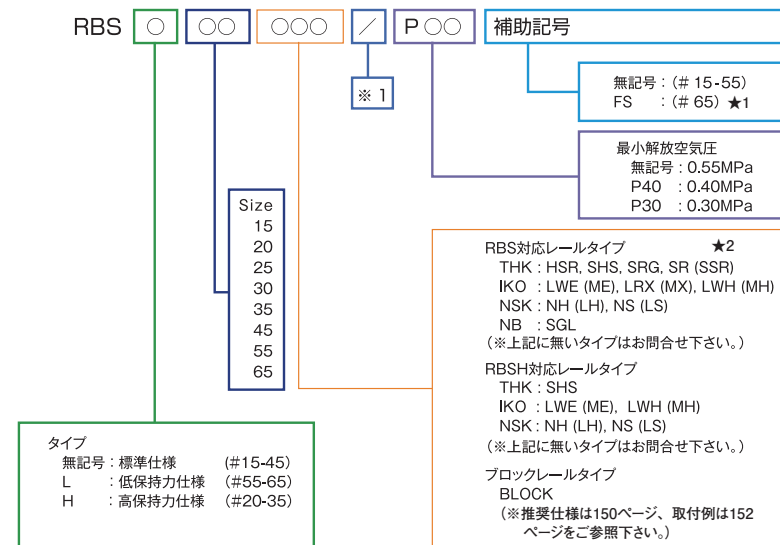 RBS ○ ○○ ○○○ / P○○ 補助記号
※1
無記号：(# 15-55)
FS ：(# 65) ★1
最小解放空気圧
無記号：0.55MPa
P40 ：0.40MPa
P30 ：0.30MPa
Size
15
20
25
30
35
45
55
65
RBS対応レールタイプ ★2
THK：HSR, SHS, SRG, SR (SSR)
IKO：LWE (ME), LRX (MX), LWH (MH)
NSK：NH (LH), NS (LS)
NB ：SGL
(※上記に無いタイプはお問合せ下さい。)
RBSH対応レールタイプ
THK：SHS
IKO：LWE (ME), LWH (MH)
NSK：NH (LH), NS (LS)
(※上記に無いタイプはお問合せ下さい。)
ブロックレールタイプ
BLOCK
(※推奨仕様は150ページ、取付例は152
ページをご参照下さい。)
タイプ
無記号：標準仕様 (#15-45)
L ：低保持力仕様 (#55-65)
H ：高保持力仕様 (#20-35)